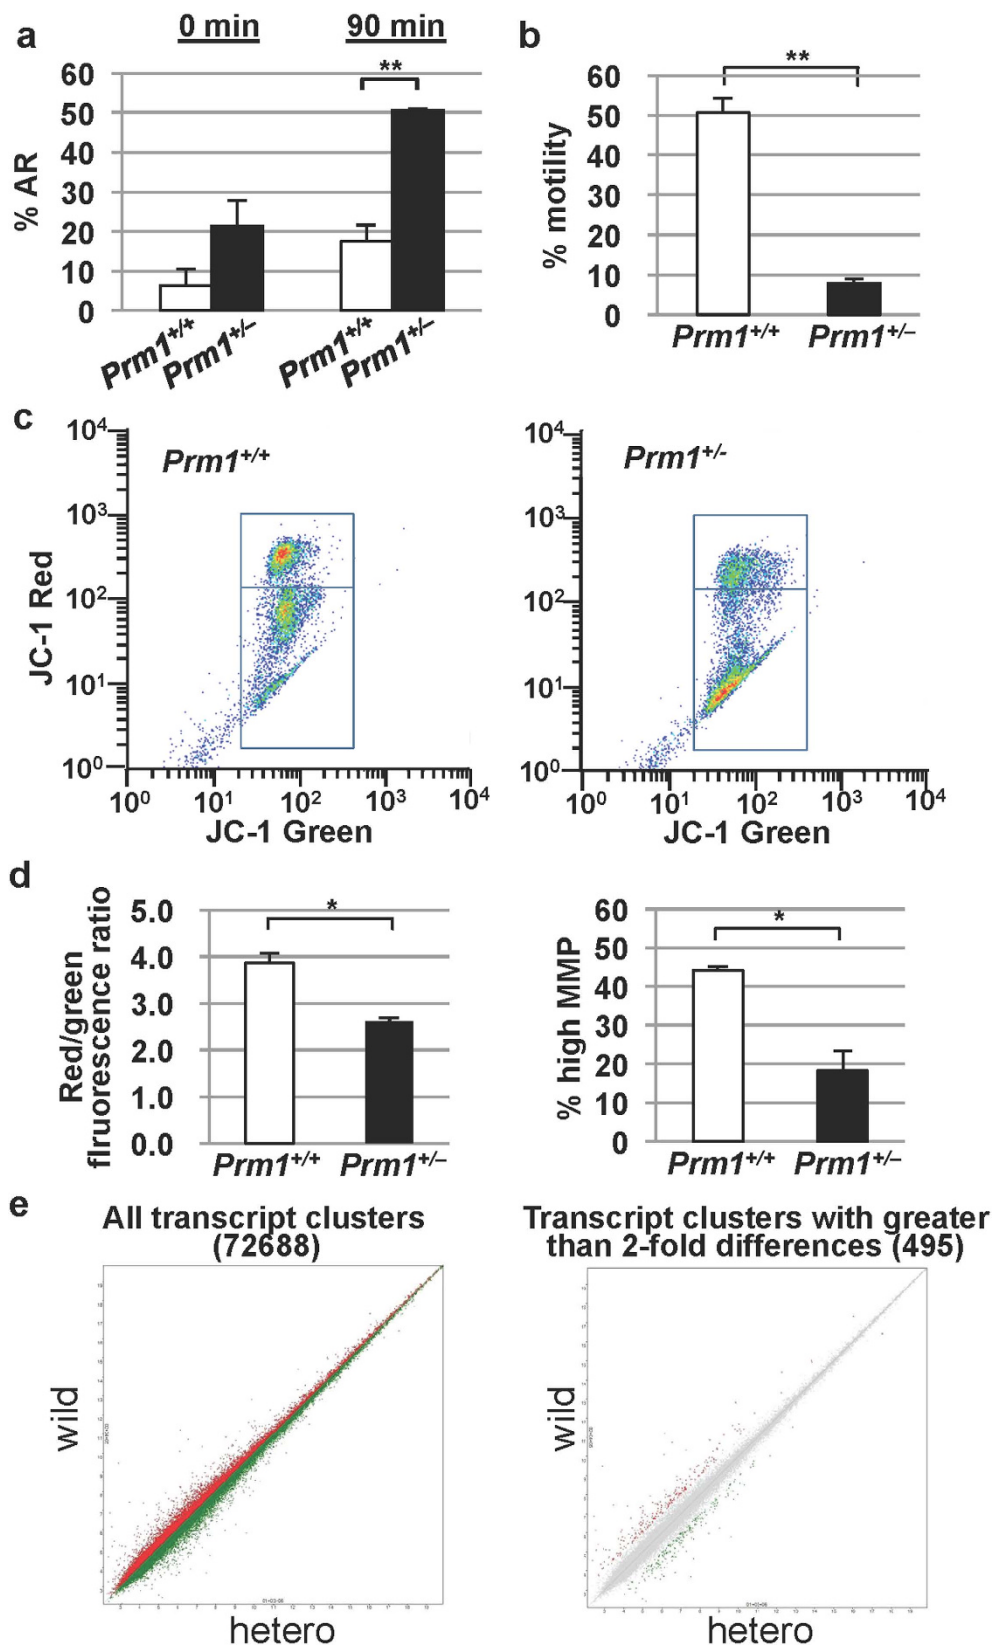 a
0 min
90 min
**
% AR
60
50
40
30
20
10
0
Prm1+/+
Prm1+/–
Prm1+/+
Prm1+/–
b
**
% motility
60
50
40
30
20
10
0
Prm1+/+
Prm1+/–
c
Prm1+/+
JC-1 Red
10⁴
10³
10²
10¹
10⁰
10⁰ 10¹ 10² 10³ 10⁴
JC-1 Green
Prm1+/-
10⁴
10³
10²
10¹
10⁰
10⁰ 10¹ 10² 10³ 10⁴
JC-1 Green
d
Red/green
flruorescence ratio
*
5.0
4.0
3.0
2.0
1.0
0.0
Prm1+/+
Prm1+/–
% high MMP
*
60
50
40
30
20
10
0
Prm1+/+
Prm1+/–
e
All transcript clusters
(72688)
wild
hetero
Transcript clusters with greater
than 2-fold differences (495)
wild
hetero